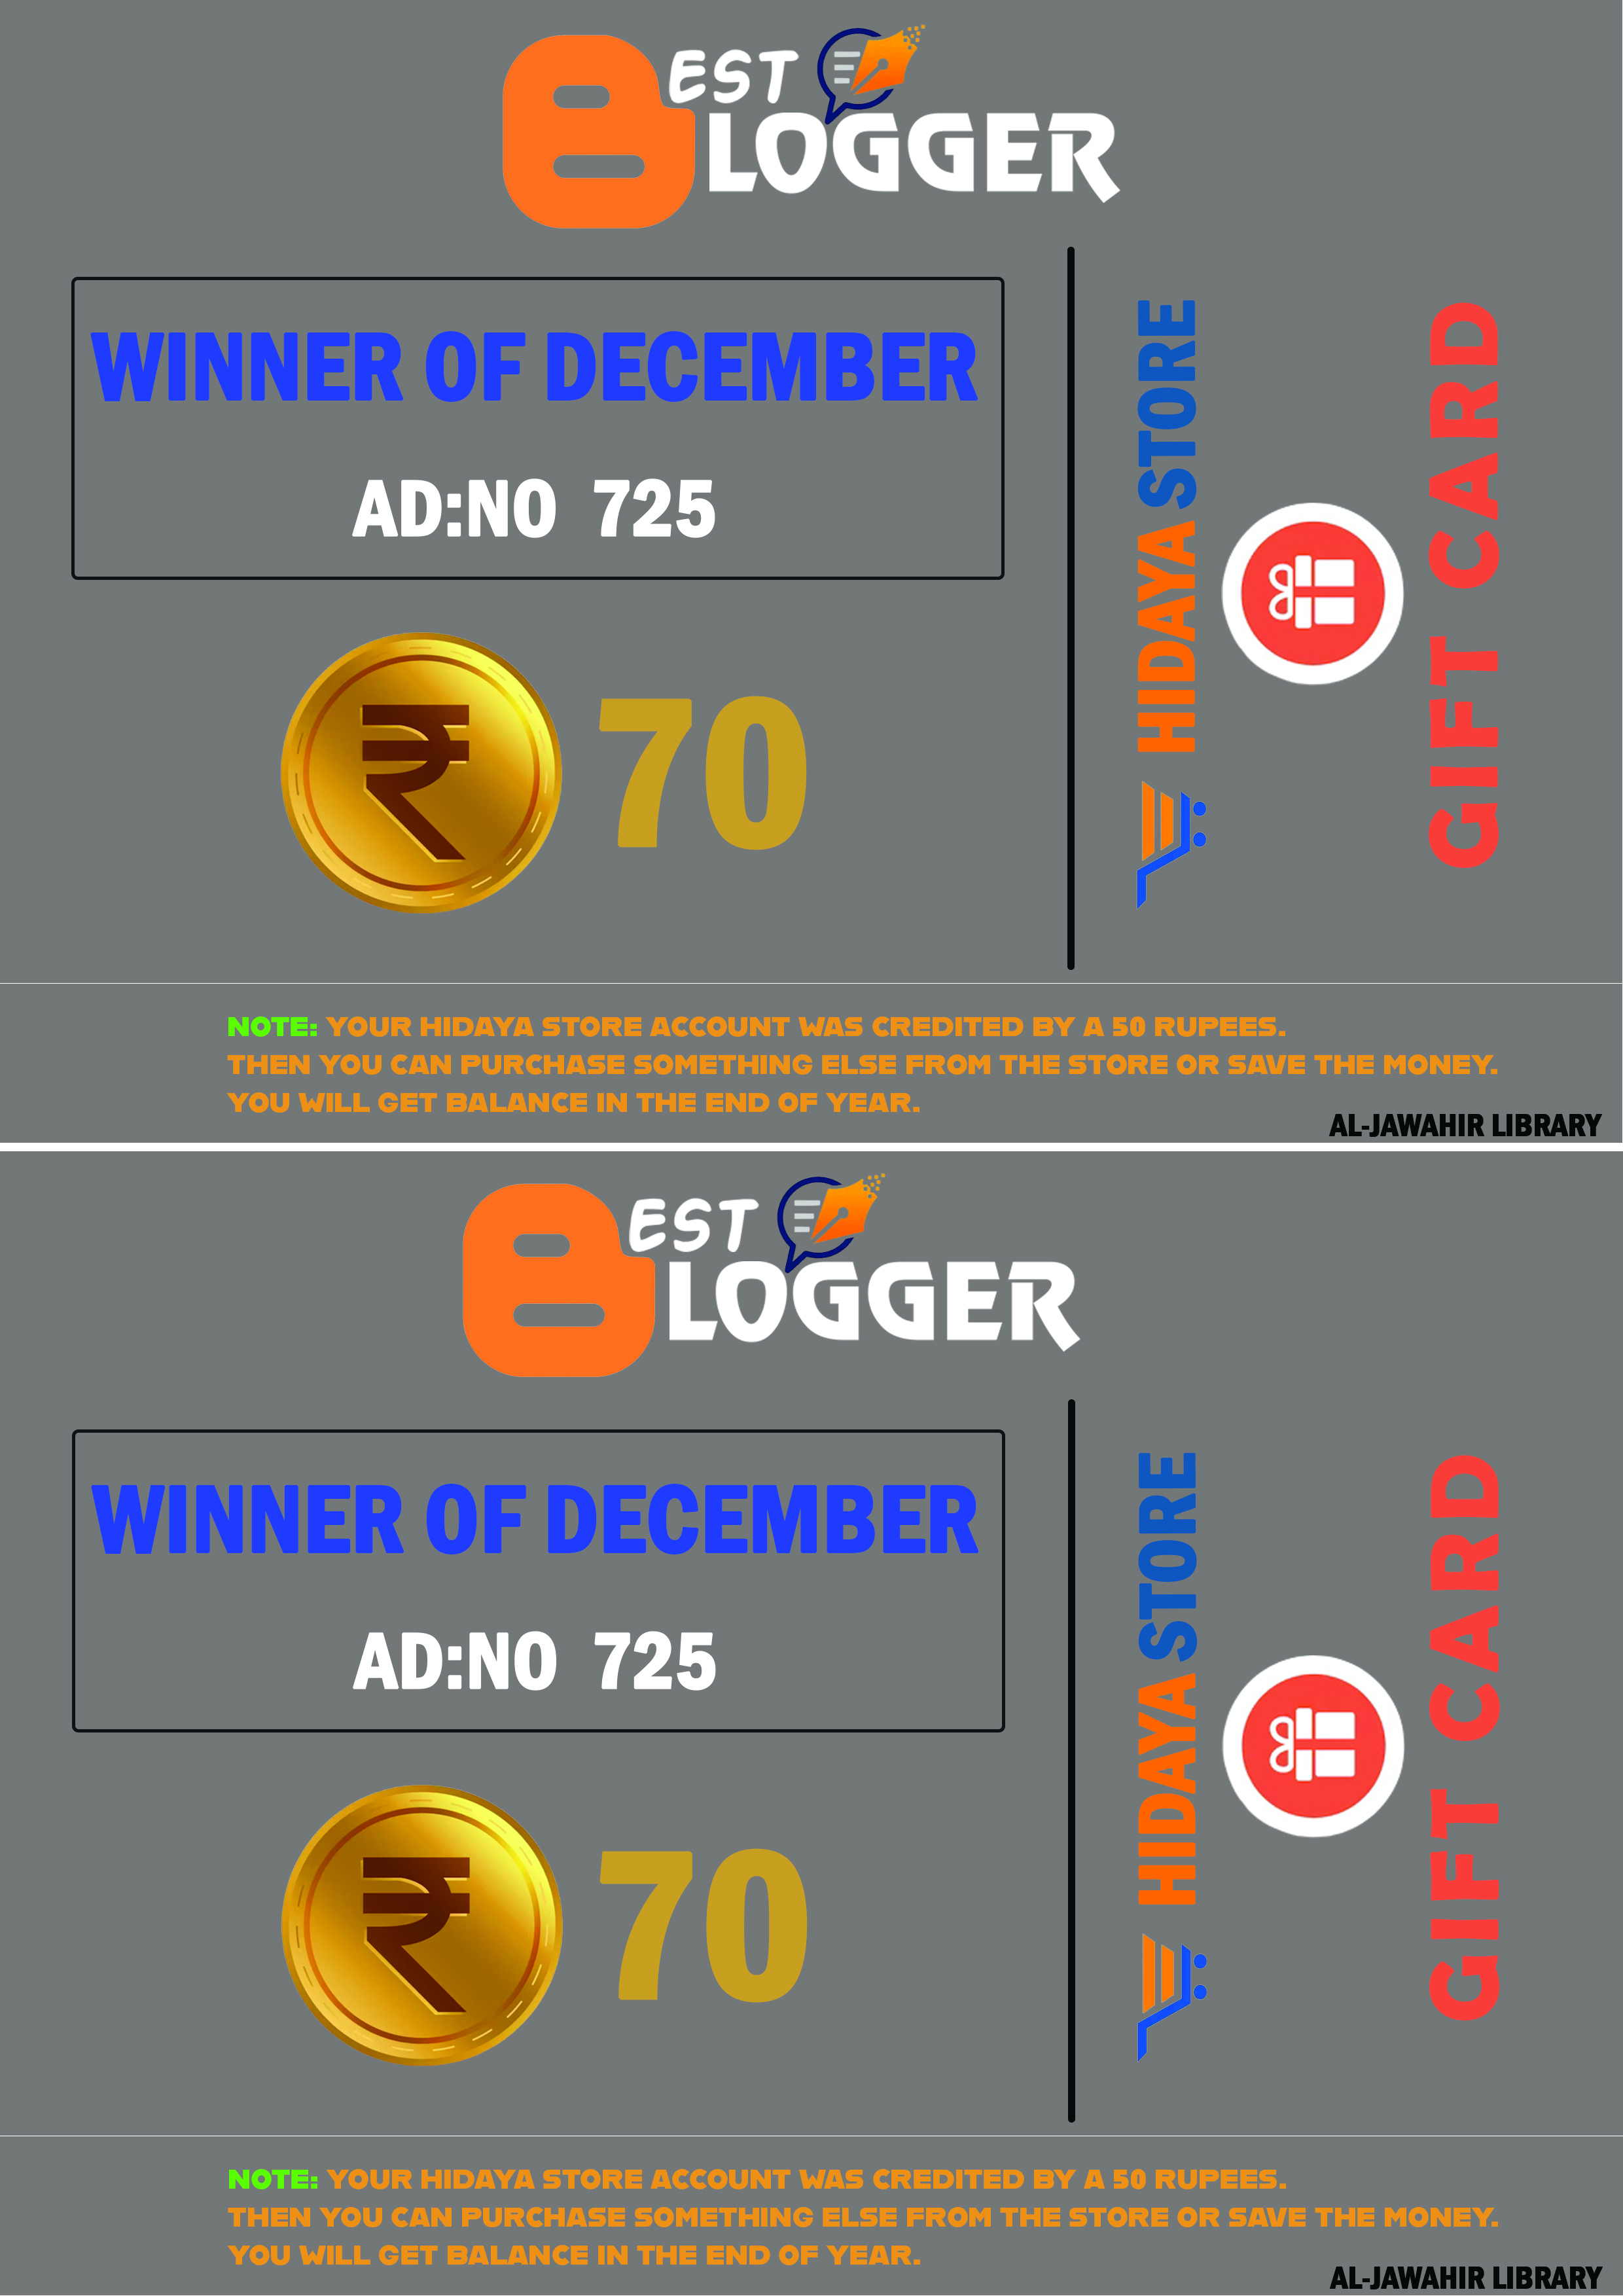 BEST
BLOGGER
WINNER OF DECEMBER
AD:NO 725
₹ 70
HIDAYA STORE
GIFT CARD
NOTE: YOUR HIDAYA STORE ACCOUNT WAS CREDITED BY A 50 RUPEES.
THEN YOU CAN PURCHASE SOMETHING ELSE FROM THE STORE OR SAVE THE MONEY.
YOU WILL GET BALANCE IN THE END OF YEAR.
AL-JAWAHIR LIBRARY
BEST
BLOGGER
WINNER OF DECEMBER
AD:NO 725
₹ 70
HIDAYA STORE
GIFT CARD
NOTE: YOUR HIDAYA STORE ACCOUNT WAS CREDITED BY A 50 RUPEES.
THEN YOU CAN PURCHASE SOMETHING ELSE FROM THE STORE OR SAVE THE MONEY.
YOU WILL GET BALANCE IN THE END OF YEAR.
AL-JAWAHIR LIBRARY